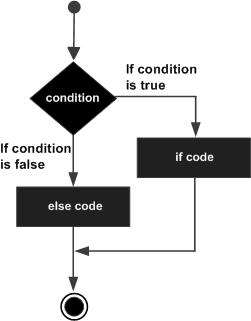 If condition
is true
condition
If condition
is false
if code
else code